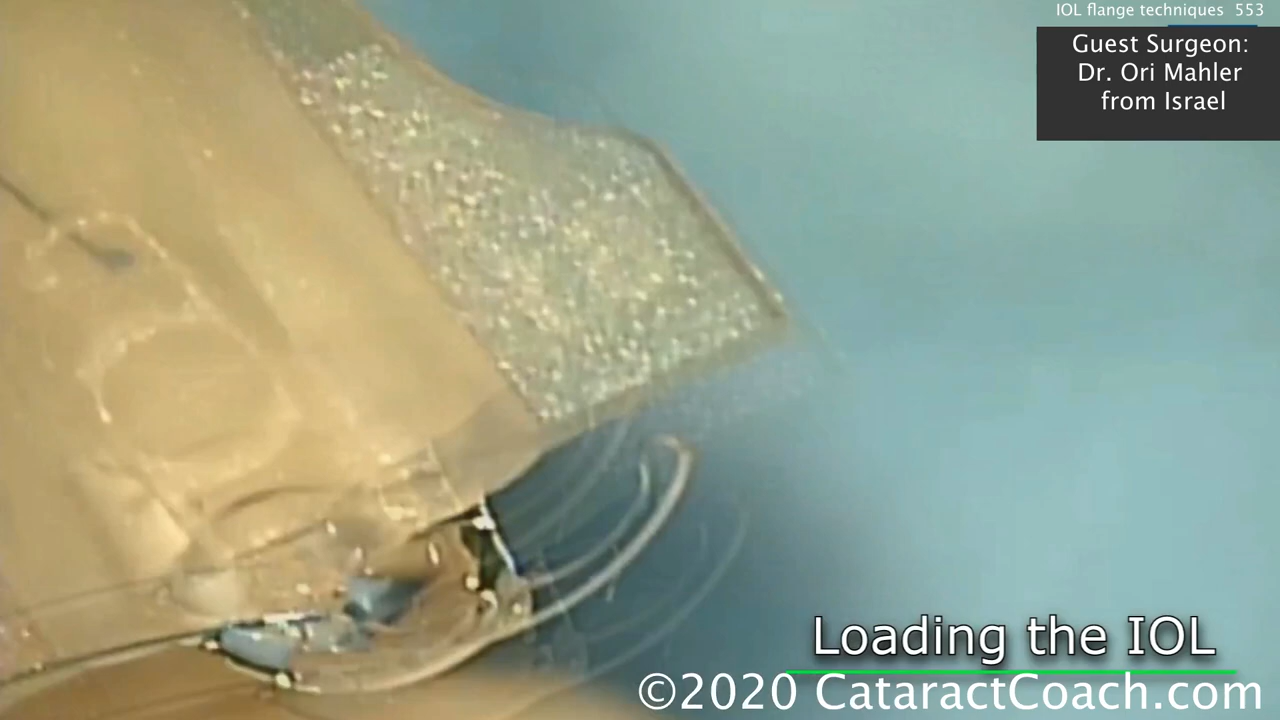 IOL flange techniques 553
Guest Surgeon:
Dr. Ori Mahler
from Israel
Loading the IOL
©2020 CataractCoach.com